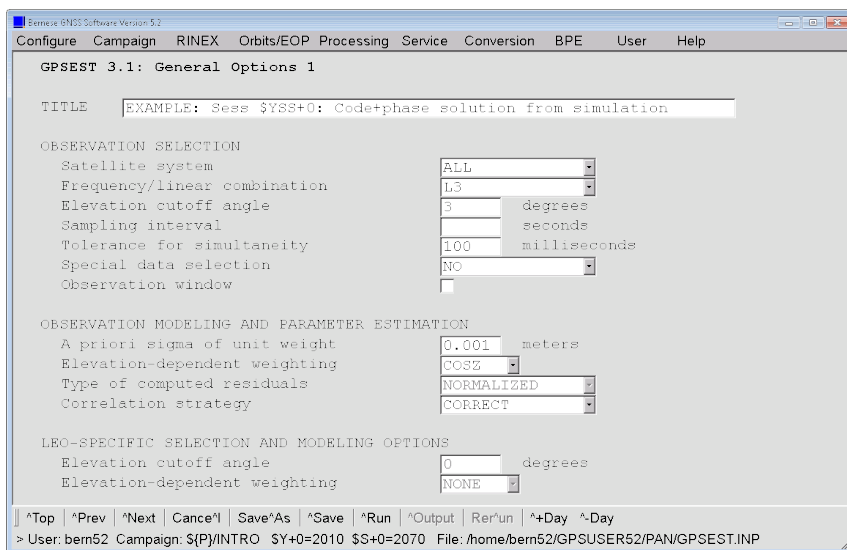 Bernese GNSS Software Version 5.2
Configure Campaign RINEX Orbits/EOP Processing Service Conversion BPE User Help
GPSEST 3.1: General Options 1
TITLE EXAMPLE: Sess $YSS+0: Code+phase solution from simulation
OBSERVATION SELECTION
Satellite system ALL
Frequency/linear combination L3
Elevation cutoff angle 3 degrees
Sampling interval seconds
Tolerance for simultaneity 100 milliseconds
Special data selection NO
Observation window
OBSERVATION MODELING AND PARAMETER ESTIMATION
A priori sigma of unit weight 0.001 meters
Elevation-dependent weighting COSZ
Type of computed residuals NORMALIZED
Correlation strategy CORRECT
LEO-SPECIFIC SELECTION AND MODELING OPTIONS
Elevation cutoff angle 0 degrees
Elevation-dependent weighting NONE
^Top | ^Prev | ^Next | Cance^l | Save^As | ^Save | ^Run | ^Output | Rer^un | ^+Day ^-Day
> User: bern52 Campaign: ${P}/INTRO $Y+0=2010 $S+0=2070 File: /home/bern52/GPSUSER52/PAN/GPSEST.INP